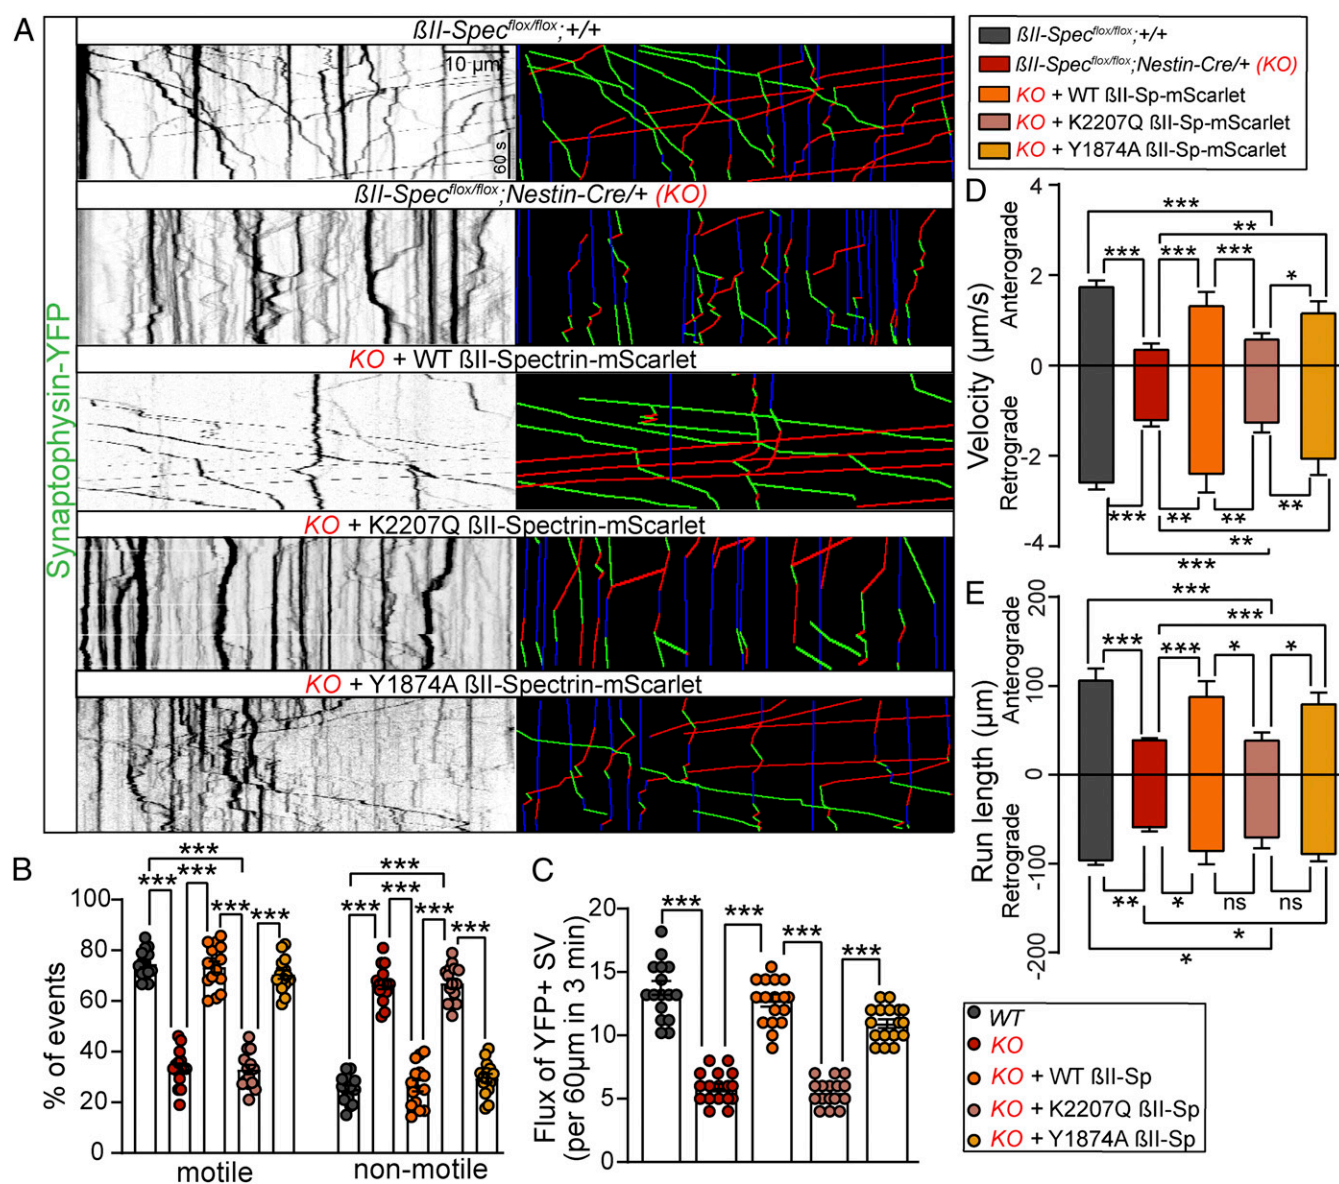 A
Synaptophysin-YFP
ßII-Spec^flox/flox;+/+
10 µm
60 s
ßII-Spec^flox/flox;Nestin-Cre/+ (KO)
KO + WT ßII-Spectrin-mScarlet
KO + K2207Q ßII-Spectrin-mScarlet
KO + Y1874A ßII-Spectrin-mScarlet
ßII-Spec^flox/flox;+/+
ßII-Spec^flox/flox;Nestin-Cre/+ (KO)
KO + WT ßII-Sp-mScarlet
KO + K2207Q ßII-Sp-mScarlet
KO + Y1874A ßII-Sp-mScarlet
D
Velocity (µm/s)
Retrograde Anterograde
4
2
0
-2
-4
***
**
*** *** ***
*
*** ** ** **
**
***
E
Run length (µm)
Retrograde Anterograde
200
100
0
-100
-200
***
***
*** *** * *
** * ns ns
*
*
B
% of events
100
80
60
40
20
0
***
***
*** *** ***
***
***
*** *** ***
motile non-motile
C
Flux of YFP+ SV
(per 60µm in 3 min)
20
15
10
5
0
*** *** *** ***
WT
KO
KO + WT ßII-Sp
KO + K2207Q ßII-Sp
KO + Y1874A ßII-Sp